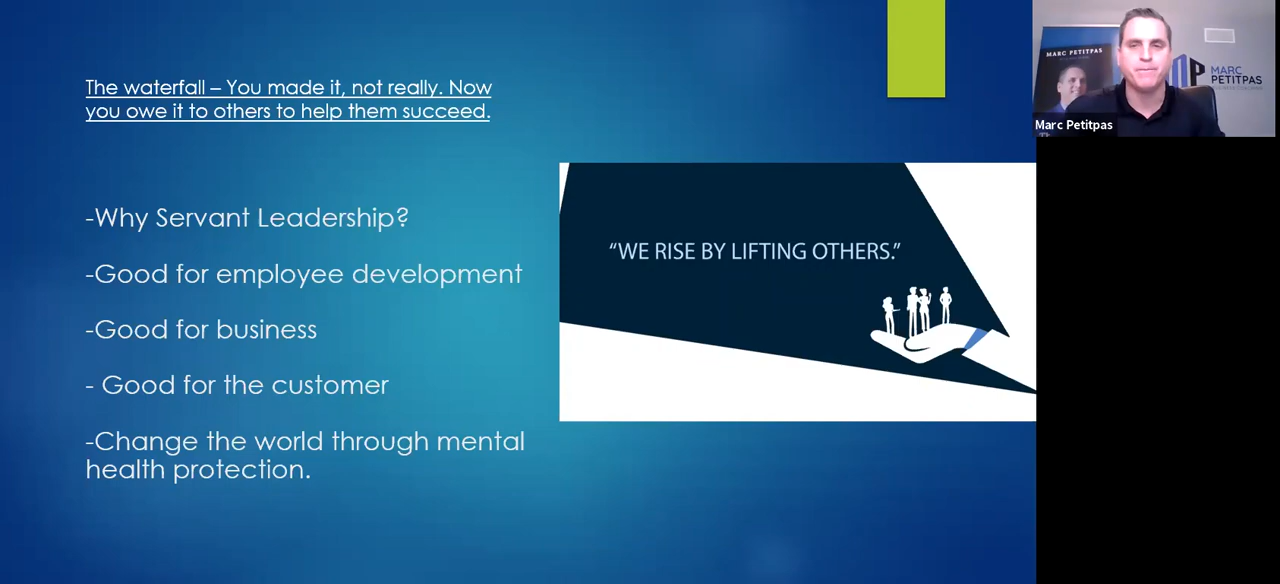 The waterfall – You made it, not really. Now
you owe it to others to help them succeed.
-Why Servant Leadership?
-Good for employee development
-Good for business
- Good for the customer
-Change the world through mental
health protection.
“WE RISE BY LIFTING OTHERS.”
MARC PETITPAS
MARC
PETITPAS
Marc Petitpas